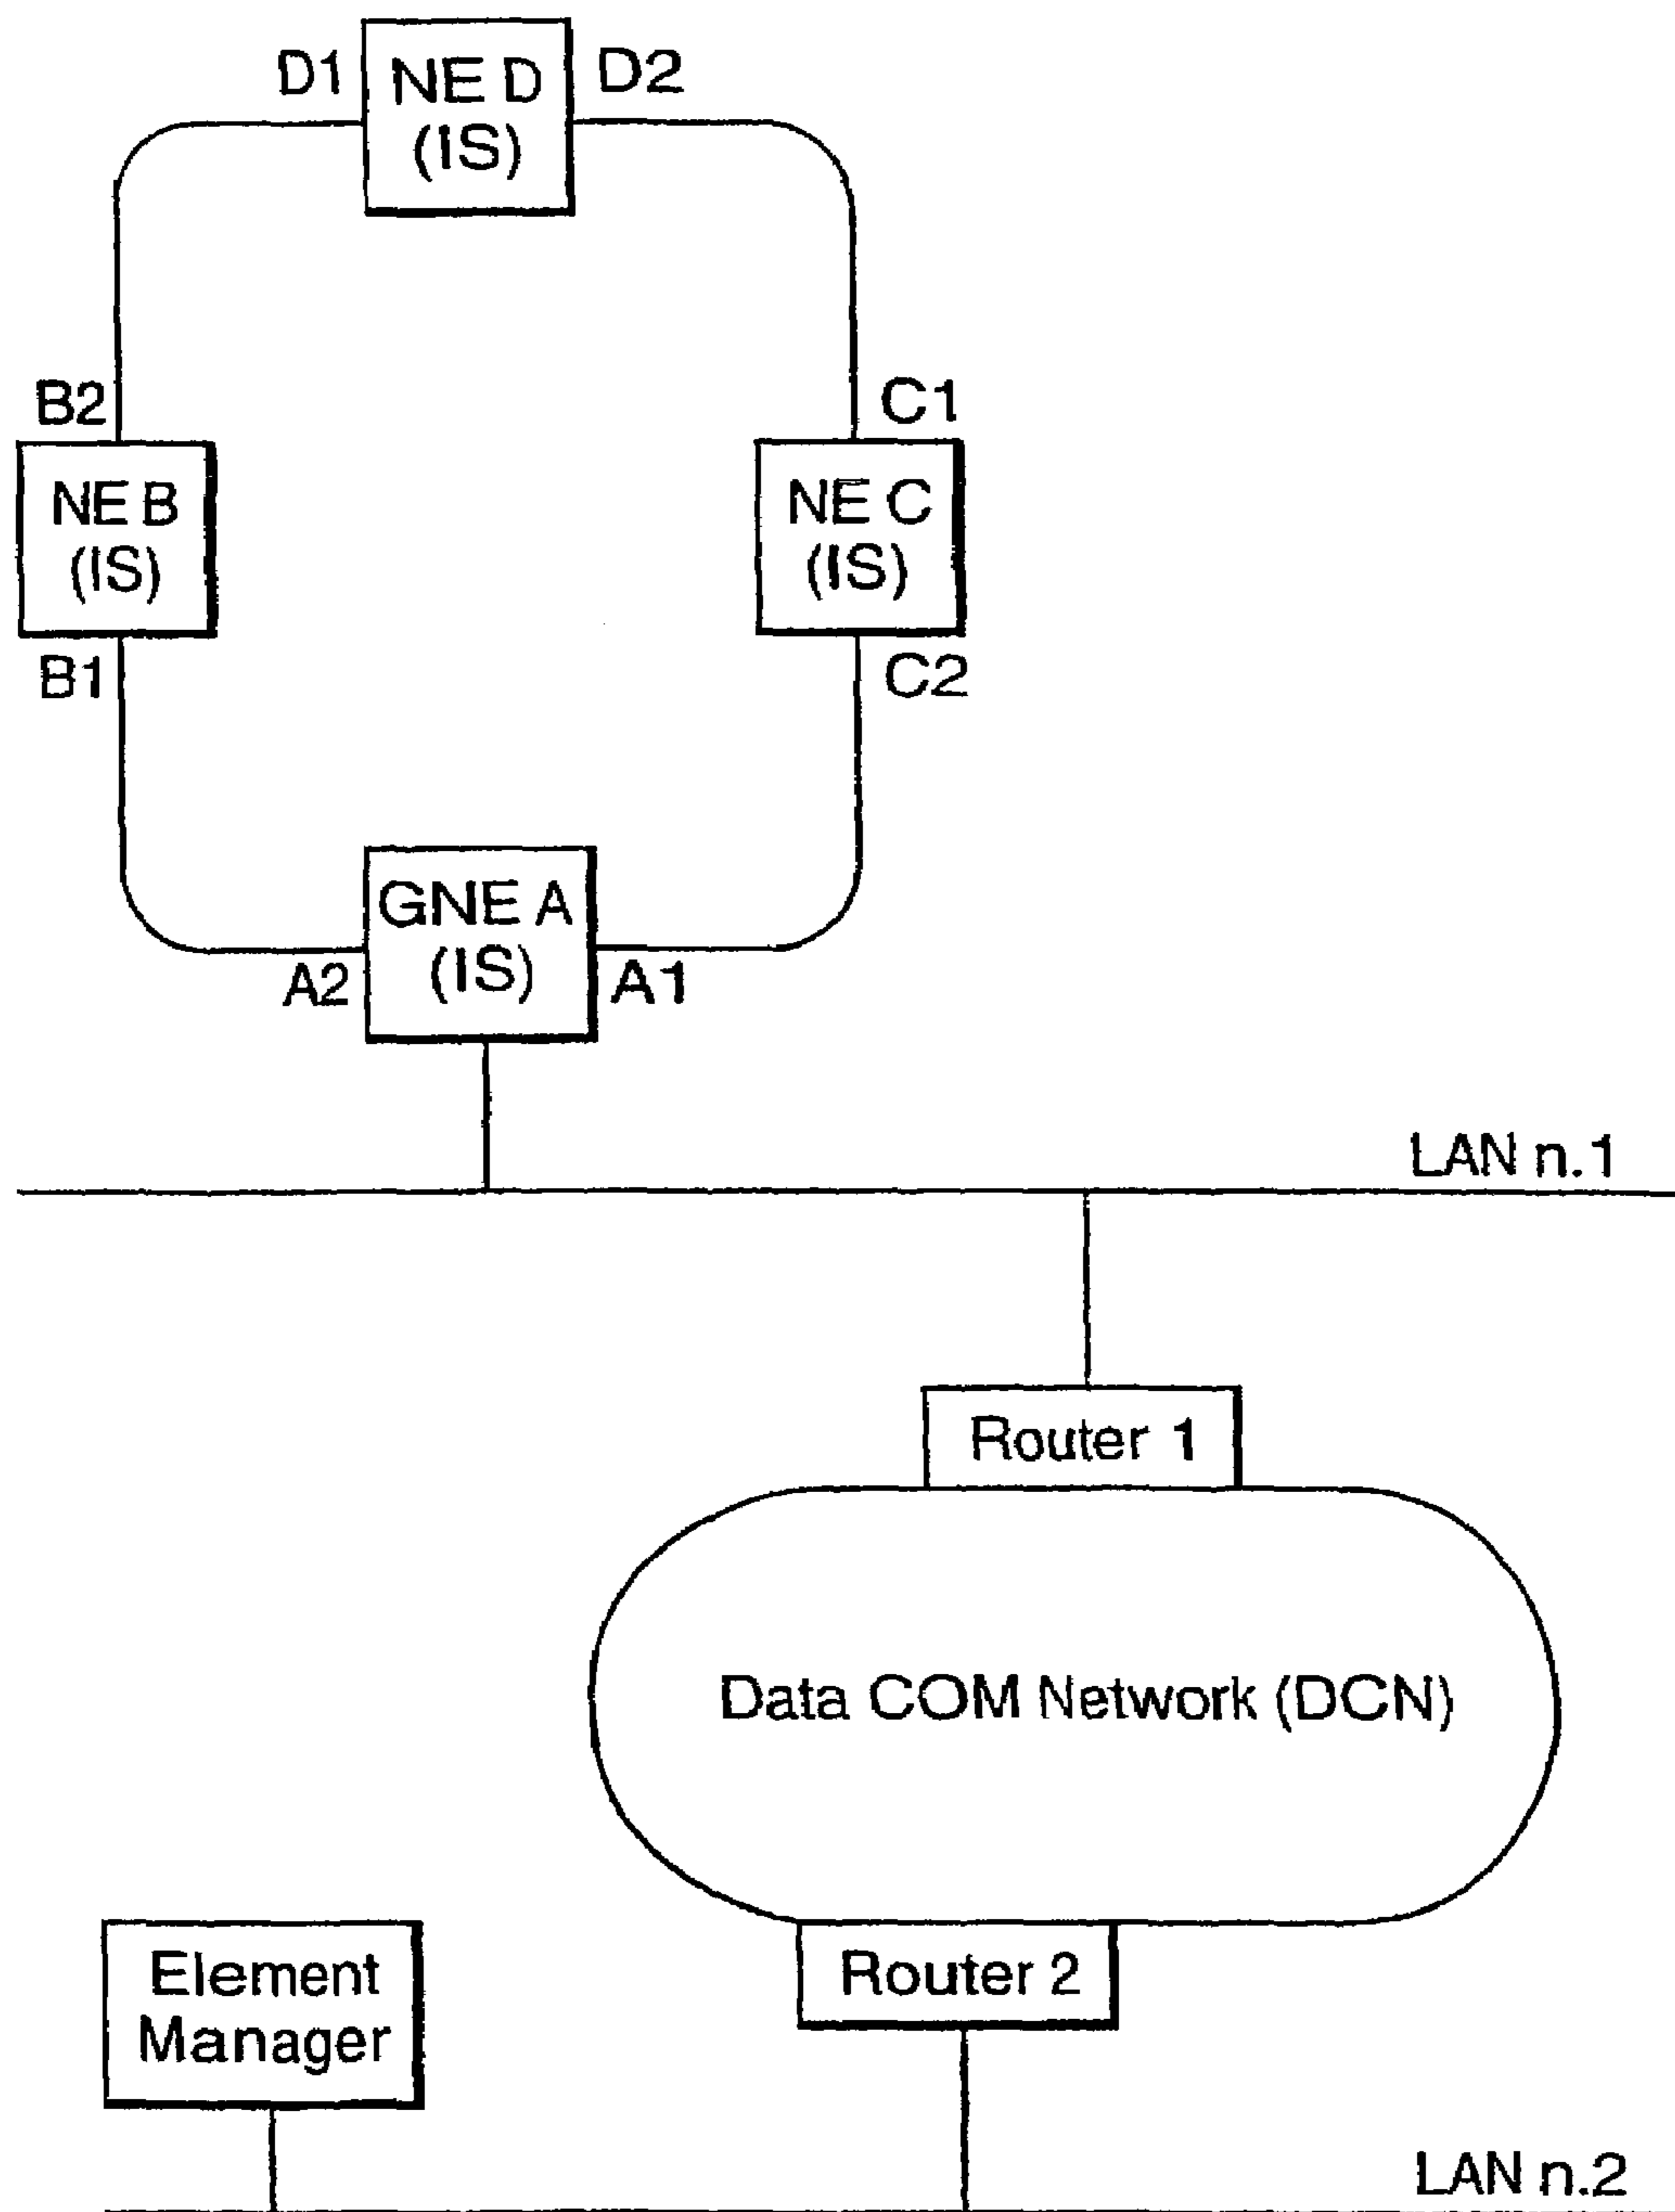 D1
NE D
(IS)
D2
B2
C1
NE B
(IS)
NE C
(IS)
B1
C2
GNE A
(IS)
A2
A1
LAN n.1
Router 1
Data COM Network (DCN)
Element
Manager
Router 2
LAN n.2